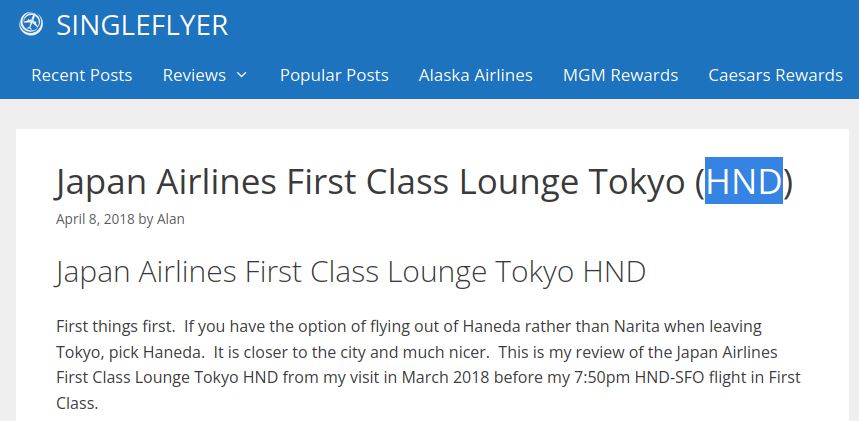 SINGLEFLYER
Recent Posts Reviews Popular Posts Alaska Airlines MGM Rewards Caesars Rewards
Japan Airlines First Class Lounge Tokyo (HND)
April 8, 2018 by Alan
Japan Airlines First Class Lounge Tokyo HND
First things first.  If you have the option of flying out of Haneda rather than Narita when leaving
Tokyo, pick Haneda.  It is closer to the city and much nicer.  This is my review of the Japan Airlines
First Class Lounge Tokyo HND from my visit in March 2018 before my 7:50pm HND-SFO flight in First
Class.